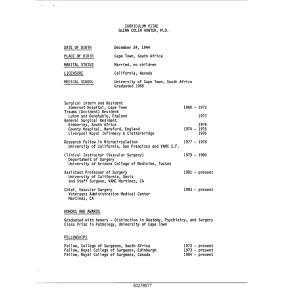 CURRICULUM VITAE
GLENN COLIN HUNTER, M.D.
DATE OF BIRTH December 24, 1944
PLACE OF BIRTH Cape Town, South Africa
MARITAL STATUS Married, no children
LICENSURE California, Nevada
MEDICAL SCHOOL University of Cape Town, South Africa
Graduated 1968
Surgical Intern and Resident
Somerset Hospital, Cape Town 1969 - 1972
Trauma (Accident) Resident
Luton and Dunstable, England 1973
General Surgical Resident
Kimberley, South Africa 1974
County Hospital, Hereford, England 1974 - 1976
Liverpool Royal Infirmary & Clatterbridge 1976
Research Fellow in Microcirculation 1977 - 1978
University of California, San Francisco and VAMC S.F.
Clinical Instructor (Vascular Surgery) 1979 - 1980
Department of Surgery
University of Arizona College of Medicine, Tucson
Assistant Professor of Surgery 1981 - present
University of California, Davis
and Staff Surgeon, VAMC Martinez, CA
Chief, Vascular Surgery 1983 - present
Veterans Administration Medical Center
Martinez, CA
HONORS AND AWARDS
Graduated with honors - Distinction in Anatomy, Psychiatry, and Surgery
Class Prize in Pathology, University of Cape Town
FELLOWSHIPS
Fellow, College of Surgeons, South Africa 1973 - present
Fellow, Royal College of Surgeons, Edinburgh 1973 - present
Fellow, Royal College of Surgeons, Canada 1984 - present
50278577